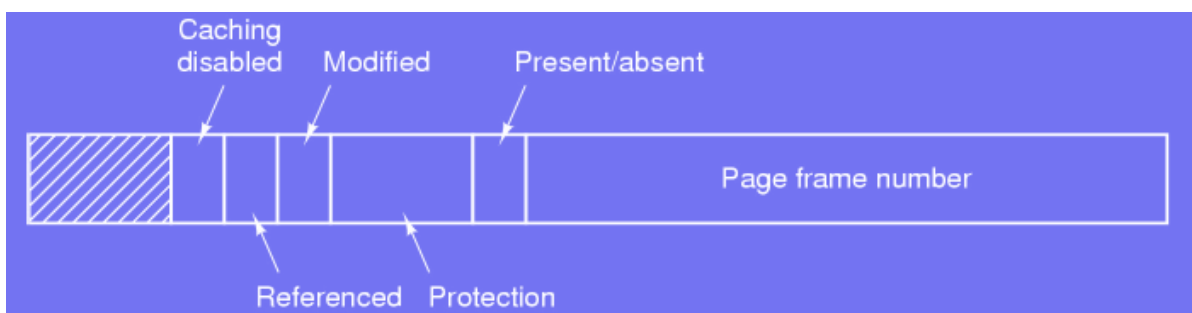 Caching
disabled
Modified
Present/absent
Page frame number
Referenced
Protection